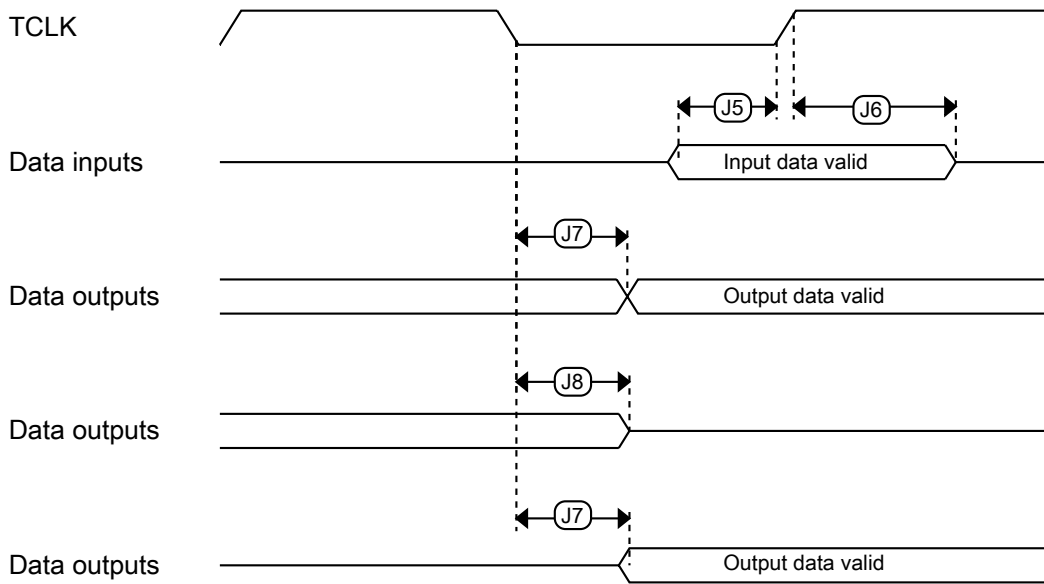 TCLK
J5
J6
Data inputs
Input data valid
J7
Data outputs
Output data valid
J8
Data outputs
J7
Data outputs
Output data valid